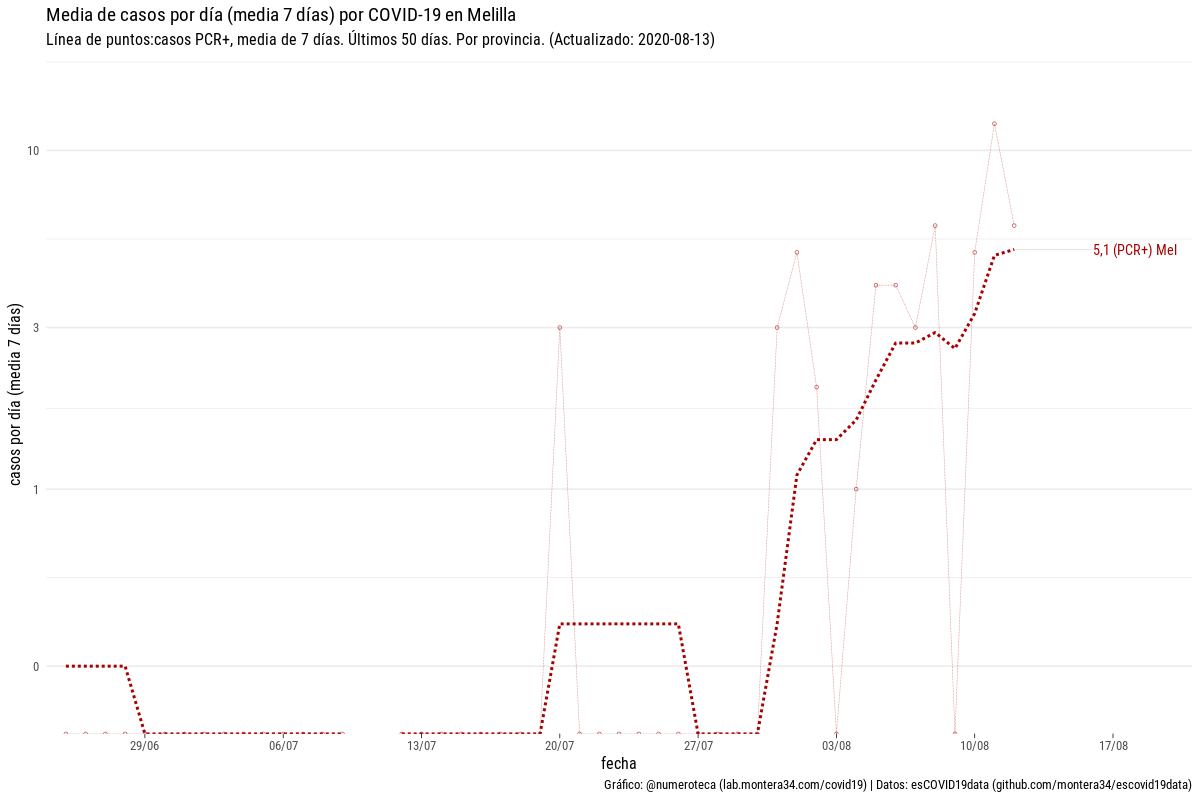 Media de casos por día (media 7 días) por COVID-19 en Melilla
Línea de puntos:casos PCR+, media de 7 días. Últimos 50 días. Por provincia. (Actualizado: 2020-08-13)
casos por día (media 7 días)
10
3
1
0
5,1 (PCR+) Mel
29/06
06/07
13/07
20/07
27/07
03/08
10/08
17/08
fecha
Gráfico: @numeroteca (lab.montera34.com/covid19) | Datos: esCOVID19data (github.com/montera34/escovid19data)